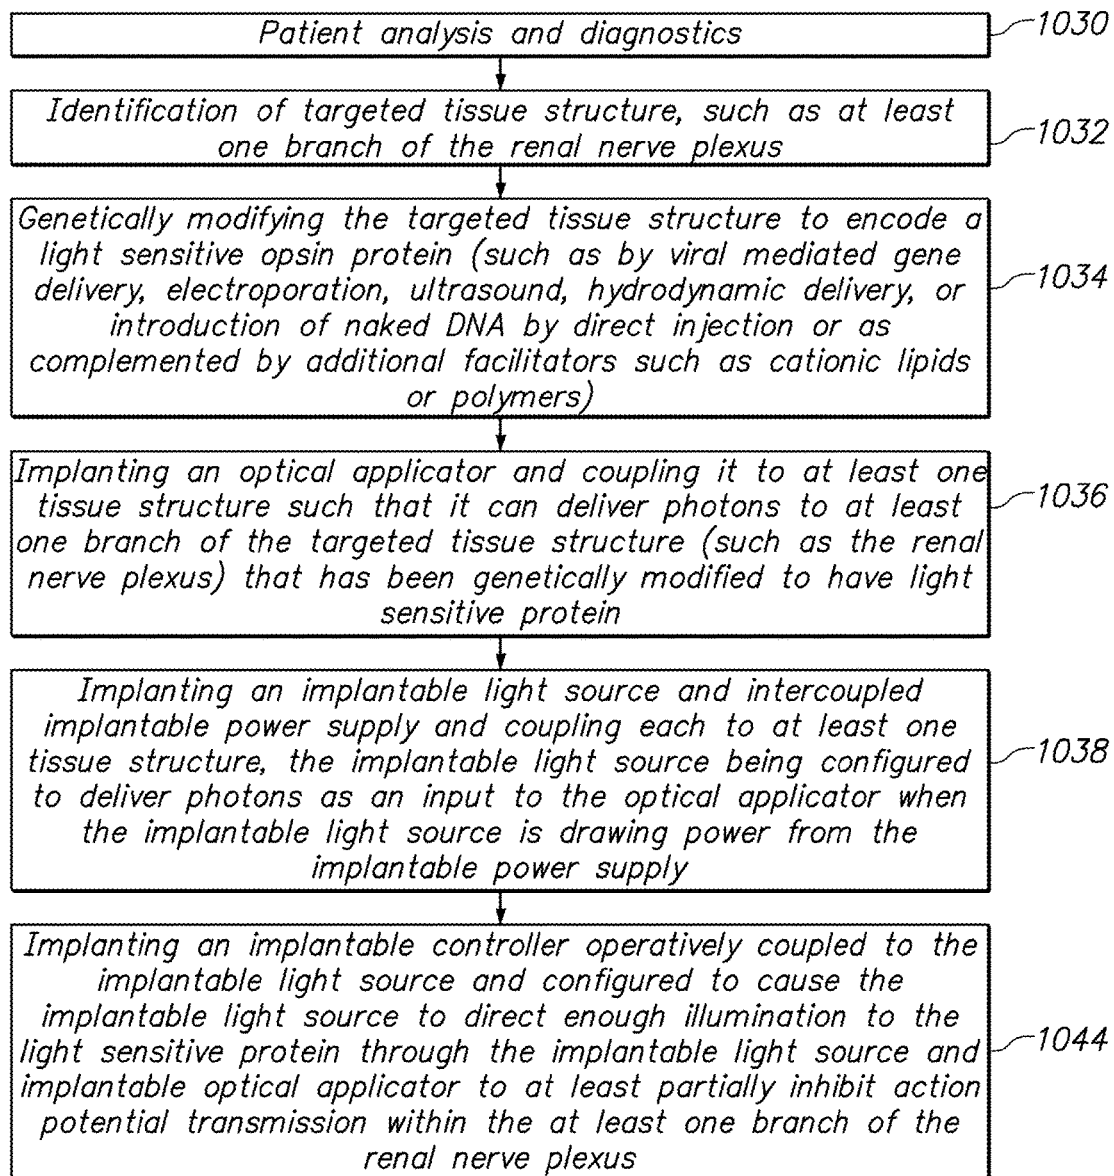 Patient analysis and diagnostics
1030
Identification of targeted tissue structure, such as at least
one branch of the renal nerve plexus
1032
Genetically modifying the targeted tissue structure to encode a
light sensitive opsin protein (such as by viral mediated gene
delivery, electroporation, ultrasound, hydrodynamic delivery, or
introduction of naked DNA by direct injection or as
complemented by additional facilitators such as cationic lipids
or polymers)
1034
Implanting an optical applicator and coupling it to at least one
tissue structure such that it can deliver photons to at least
one branch of the targeted tissue structure (such as the renal
nerve plexus) that has been genetically modified to have light
sensitive protein
1036
Implanting an implantable light source and intercoupled
implantable power supply and coupling each to at least one
tissue structure, the implantable light source being configured
to deliver photons as an input to the optical applicator when
the implantable light source is drawing power from the
implantable power supply
1038
Implanting an implantable controller operatively coupled to the
implantable light source and configured to cause the
implantable light source to direct enough illumination to the
light sensitive protein through the implantable light source and
implantable optical applicator to at least partially inhibit action
potential transmission within the at least one branch of the
renal nerve plexus
1044